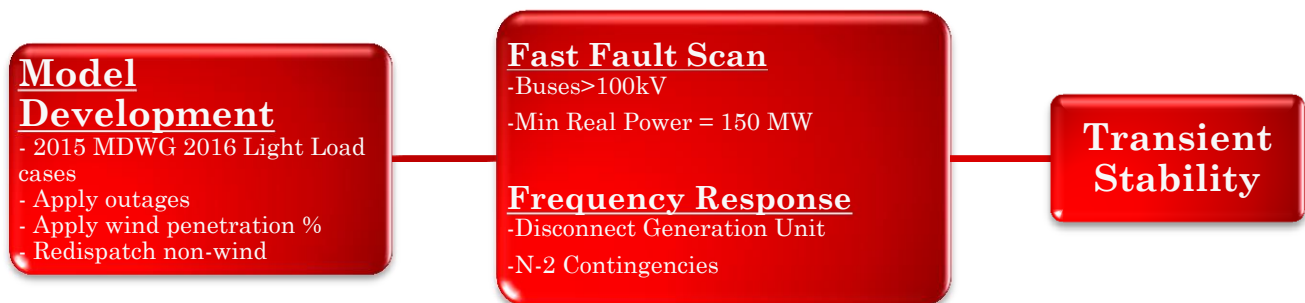 Model
Development
- 2015 MDWG 2016 Light Load
cases
- Apply outages
- Apply wind penetration %
- Redispatch non-wind
Fast Fault Scan
-Buses>100kV
-Min Real Power = 150 MW
Frequency Response
-Disconnect Generation Unit
-N-2 Contingencies
Transient
Stability